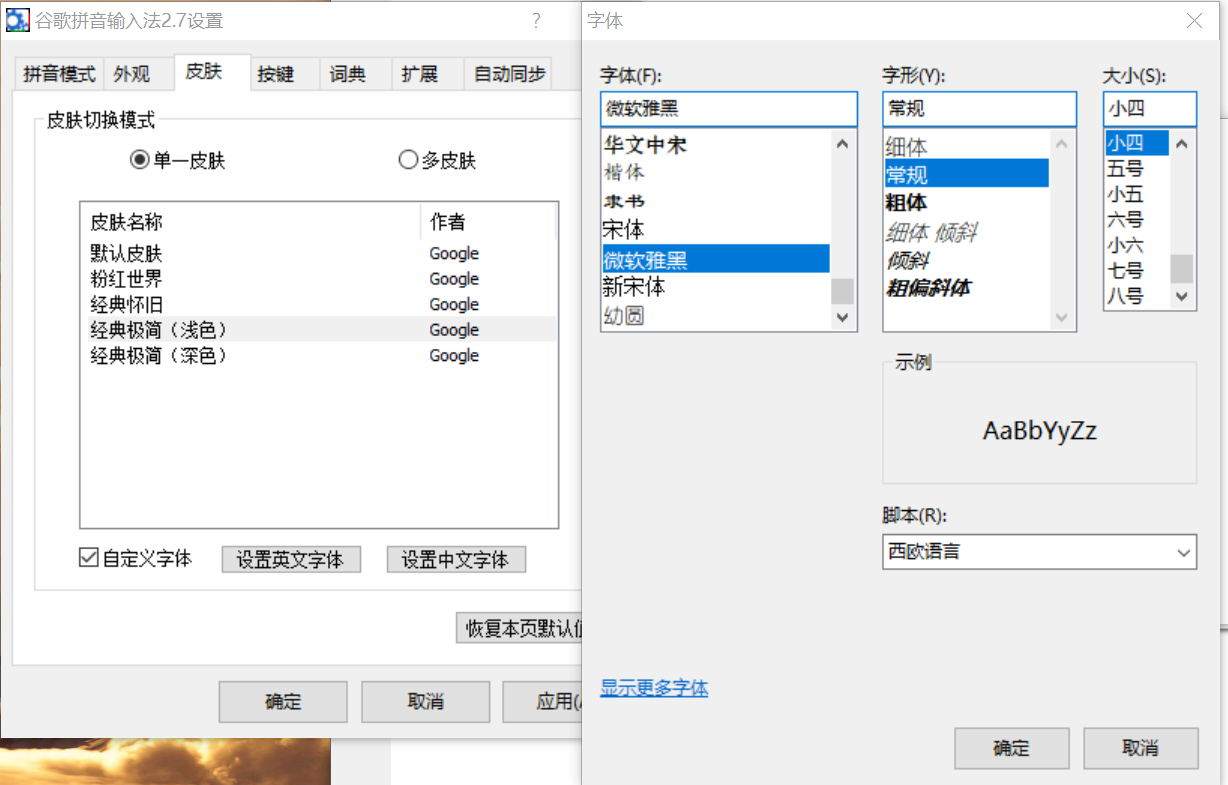 谷歌拼音输入法2.7设置 ?
拼音模式 外观 皮肤 按键 词典 扩展 自动同步
皮肤切换模式
单一皮肤 多皮肤
皮肤名称 作者
默认皮肤 Google
粉红世界 Google
经典怀旧 Google
经典极简（浅色） Google
经典极简（深色） Google
自定义字体 设置英文字体 设置中文字体
恢复本页默认值
确定 取消 应用(A
字体
字体(F):
微软雅黑
华文中宋
楷体
隶书
宋体
微软雅黑
新宋体
幼圆
字形(Y):
常规
细体
常规
粗体
细体 倾斜
倾斜
粗偏斜体
大小(S):
小四
小四
五号
小五
六号
小六
七号
八号
示例
AaBbYyZz
脚本(R):
西欧语言
显示更多字体
确定 取消